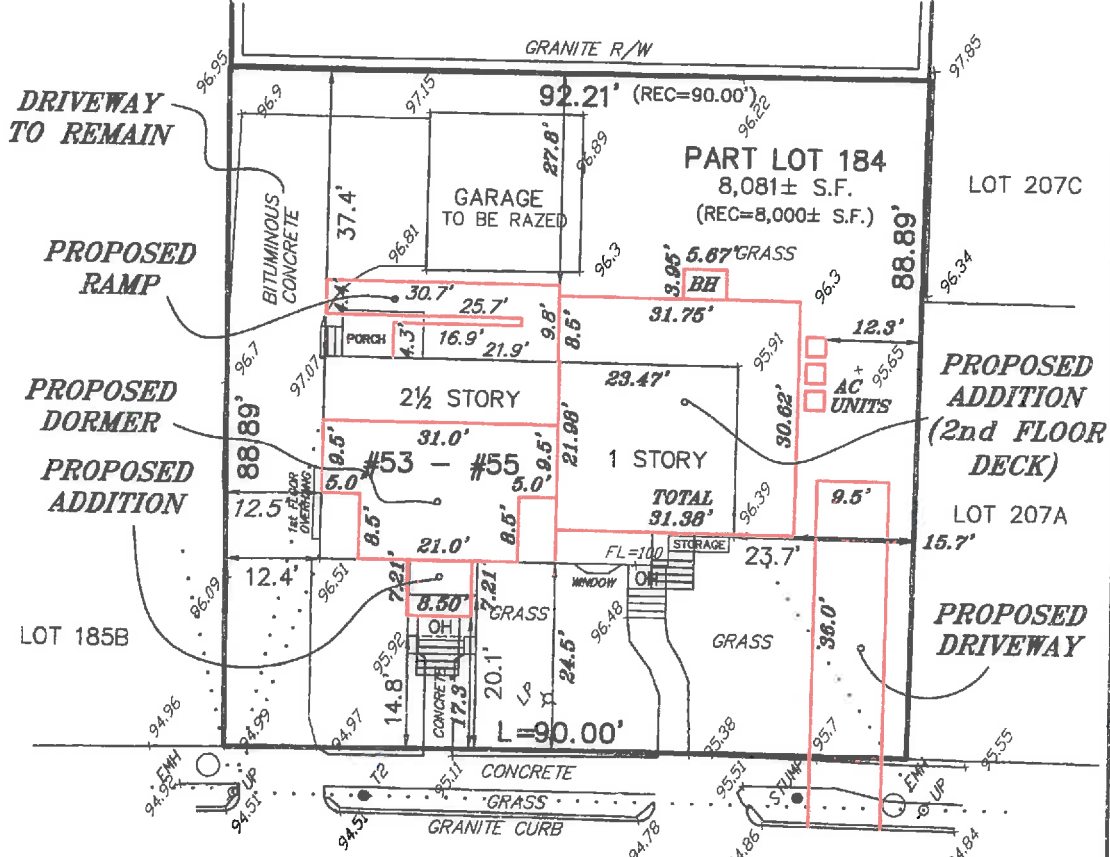 GRANITE R/W
96.95
97.85
DRIVEWAY
TO REMAIN
96.9
97.15
92.21' (REC=90.00')
96.22
27.8'
96.89
PART LOT 184
8,081± S.F.
(REC=8,000± S.F.)
LOT 207C
GARAGE
TO BE RAZED
37.4'
BITUMINOUS
CONCRETE
88.89'
PROPOSED
RAMP
96.81
96.3
5.67'
GRASS
3.95'
BH
96.3
96.34
30.7'
25.7'
31.75'
9.8'
8.5'
12.3'
PORCH
4.3'
16.9'
21.9'
95.91
95.65
96.7
97.07
23.47'
AC
UNITS
PROPOSED
ADDITION
(2nd FLOOR
DECK)
PROPOSED
DORMER
2½ STORY
31.0'
9.5'
9.5'
21.98'
30.62'
88.89'
#53 - #55
1 STORY
PROPOSED
ADDITION
5.0'
5.0'
TOTAL
31.38'
96.39
9.5'
LOT 207A
12.5'
1st FLOOR
OVERHANG
8.5'
8.5'
21.0'
FL=100
STORAGE
23.7'
15.7'
12.4'
96.51
7.21'
7.21'
WINDOW
OH
86.09
8.50'
GRASS
96.48
GRASS
36.0'
PROPOSED
DRIVEWAY
LOT 185B
OH
95.92
24.5'
14.8'
CONCRETE
17.3'
20.1'
LP
L=90.00'
94.96
94.99
94.97
95.38
95.7
95.55
EMH
94.92
UP
94.51
T2
95.11
CONCRETE
95.51
STUMP
EMH
UP
GRASS
94.51
GRANITE CURB
94.78
94.86
94.84